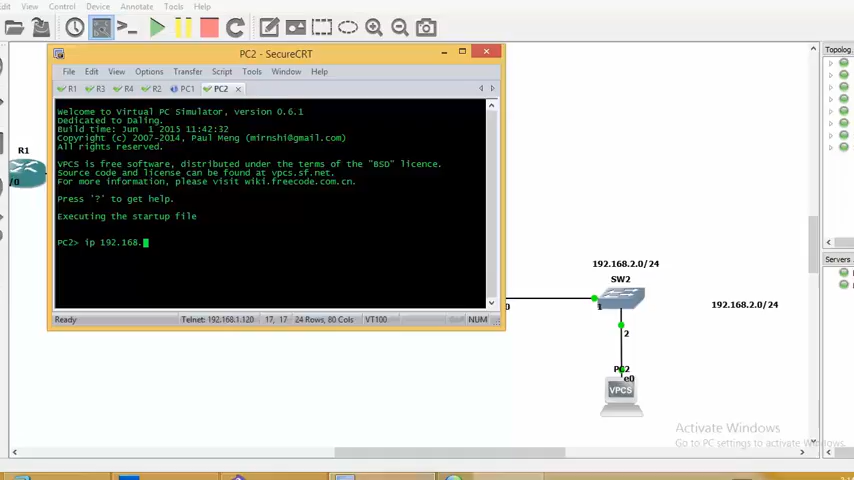 dit View Control Device Annotate Tools Help
PC2 - SecureCRT
File Edit View Options Transfer Script Tools Window Help
R1 R3 R4 R2 PC1 PC2
Welcome to Virtual PC Simulator, version 0.6.1
Dedicated to Daling.
Build time: Jun 1 2015 11:42:32
Copyright (c) 2007-2014, Paul Meng (mirnshi@gmail.com)
All rights reserved.
VPCS is free software, distributed under the terms of the "BSD" licence.
Source code and license can be found at vpcs.sf.net.
For more information, please visit wiki.freecode.com.cn.
Press '?' to get help.
Executing the startup file
PC2> ip 192.168.
Ready Telnet: 192.168.1.120 17, 17 24 Rows, 80 Cols VT100 NUM
R1
/0
0
192.168.2.0/24
SW2
1
192.168.2.0/24
2
PC2
e0
VPCS
Topolog
Servers
Activate Windows
Go to PC settings to activate Windows.